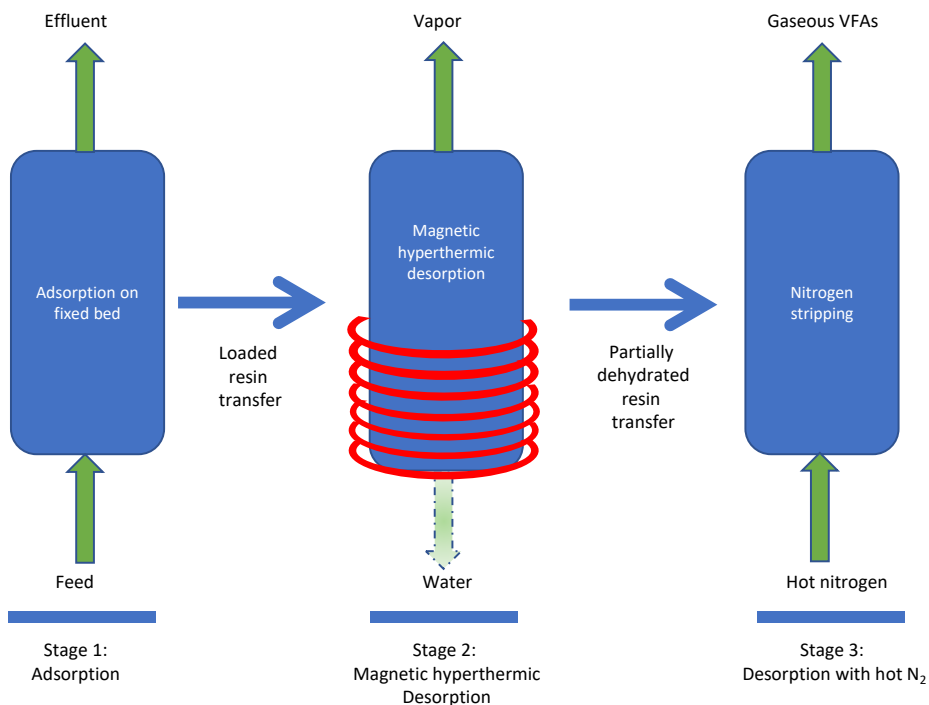 Effluent
Vapor
Gaseous VFAs
Adsorption on
fixed bed
Loaded
resin
transfer
Magnetic
hyperthermic
desorption
Partially
dehydrated
resin
transfer
Nitrogen
stripping
Feed
Water
Hot nitrogen
Stage 1:
Adsorption
Stage 2:
Magnetic hyperthermic
Desorption
Stage 3:
Desorption with hot N₂